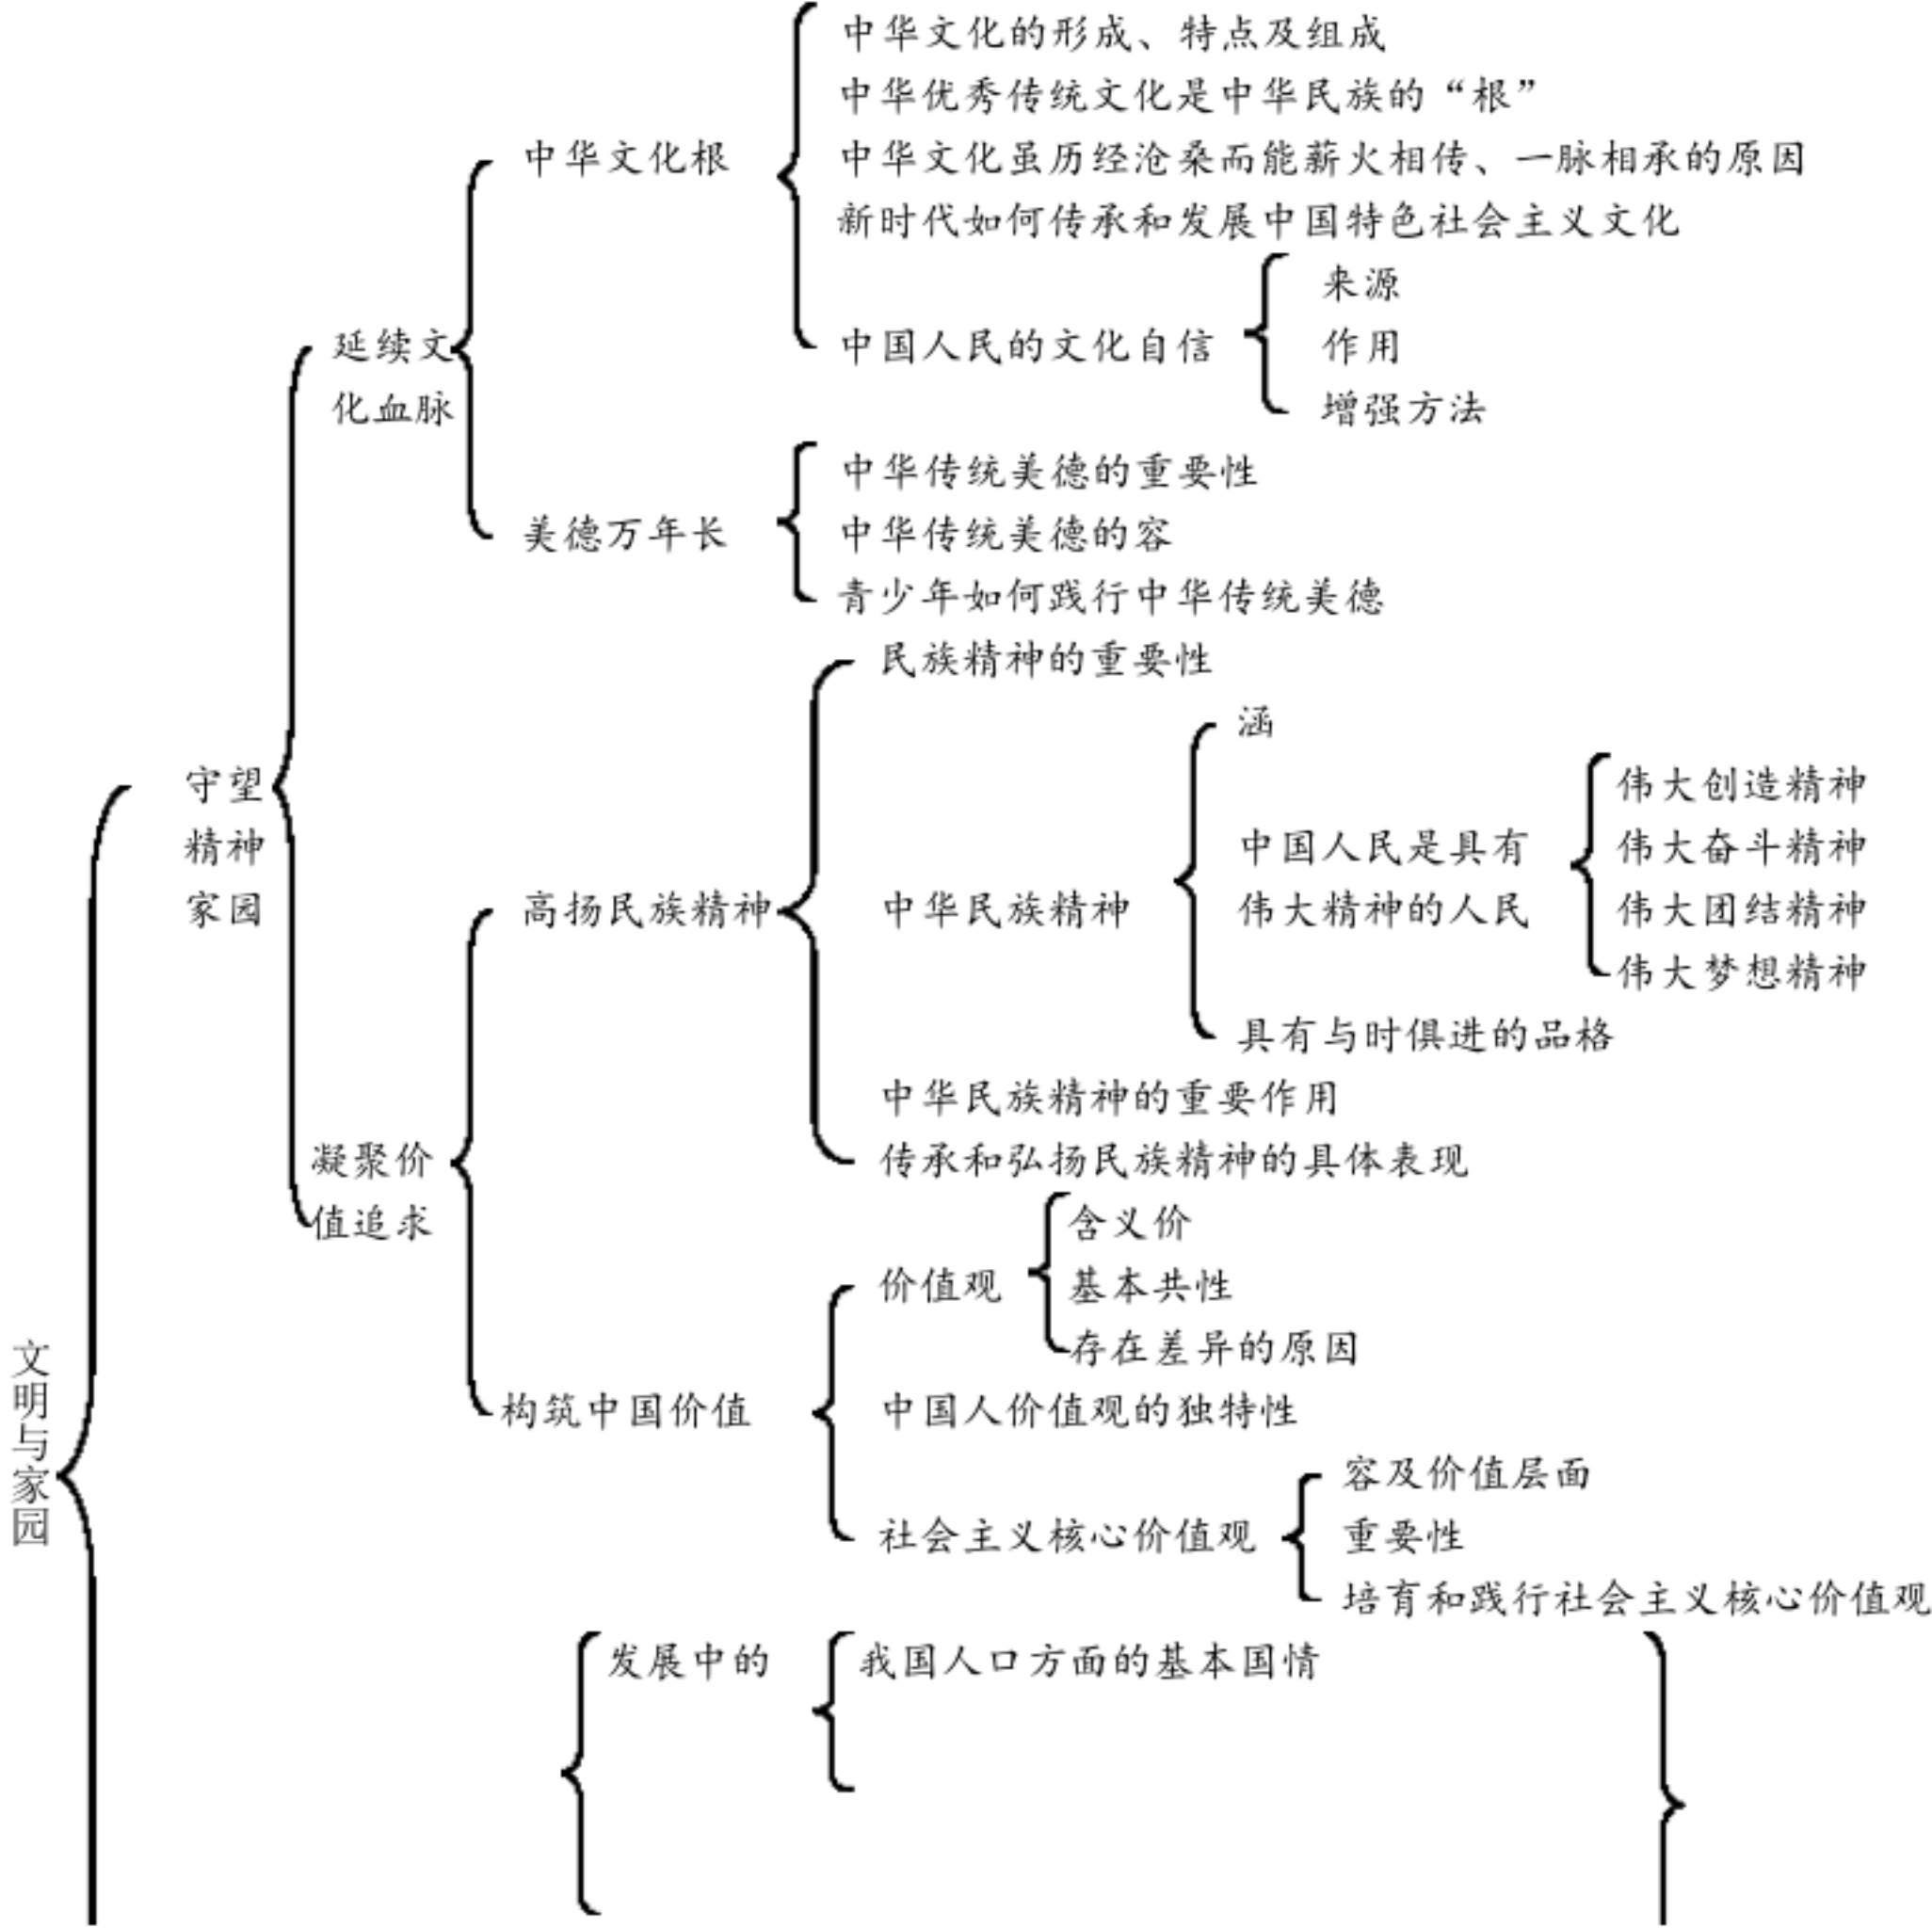 中华文化的形成、特点及组成
中华优秀传统文化是中华民族的“根”
中华文化根
中华文化虽历经沧桑而能薪火相传、一脉相承的原因
新时代如何传承和发展中国特色社会主义文化
来源
延续文
化血脉
中国人民的文化自信
作用
增强方法
中华传统美德的重要性
美德万年长
中华传统美德的容
青少年如何践行中华传统美德
民族精神的重要性
涵
守望
精神
家园
伟大创造精神
中国人民是具有
伟大精神的人民
伟大奋斗精神
高扬民族精神
中华民族精神
伟大团结精神
伟大梦想精神
具有与时俱进的品格
中华民族精神的重要作用
凝聚价
值追求
传承和弘扬民族精神的具体表现
含义价
价值观
基本共性
存在差异的原因
文明与家园
构筑中国价值
中国人价值观的独特性
容及价值层面
社会主义核心价值观
重要性
培育和践行社会主义核心价值观
发展中的
我国人口方面的基本国情